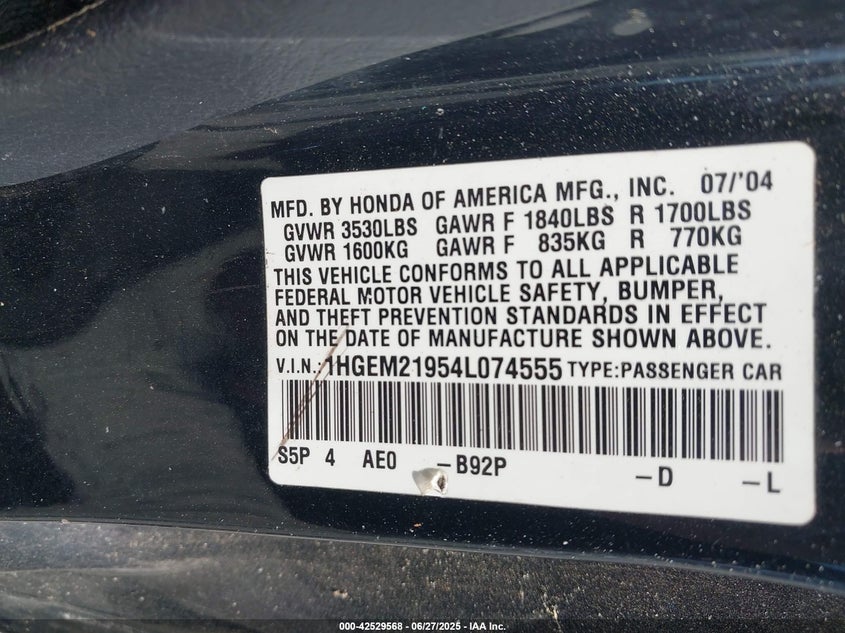 MFD. BY HONDA OF AMERICA MFG., INC. 07/'04
GVWR 3530LBS GAWR F 1840LBS R 1700LBS
GVWR 1600KG GAWR F 835KG R 770KG
THIS VEHICLE CONFORMS TO ALL APPLICABLE
FEDERAL MOTOR VEHICLE SAFETY, BUMPER,
AND THEFT PREVENTION STANDARDS IN EFFECT
ON THE DATE OF MANUFACTURE SHOWN ABOVE.
V.I.N.: 1HGEM21954L074555 TYPE:PASSENGER CAR
S5P 4 AE0 -B92P -D -L
000-42529568 | 06/27/2025 - IAA Inc.